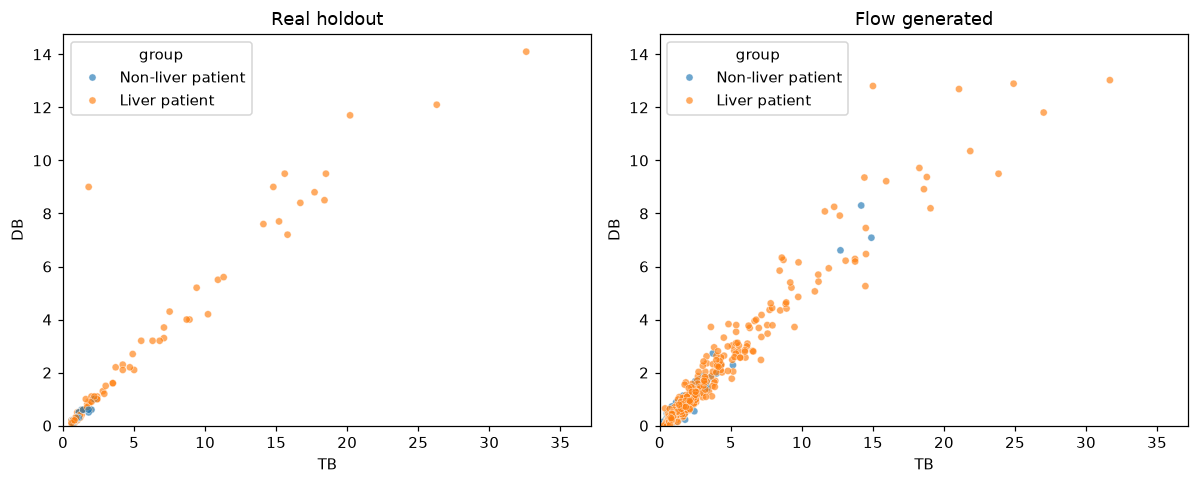 Real holdout
group
Non-liver patient
Liver patient
14
12
10
8
6
4
2
0
DB
0 5 10 15 20 25 30 35
TB
Flow generated
group
Non-liver patient
Liver patient
14
12
10
8
6
4
2
0
DB
0 5 10 15 20 25 30 35
TB